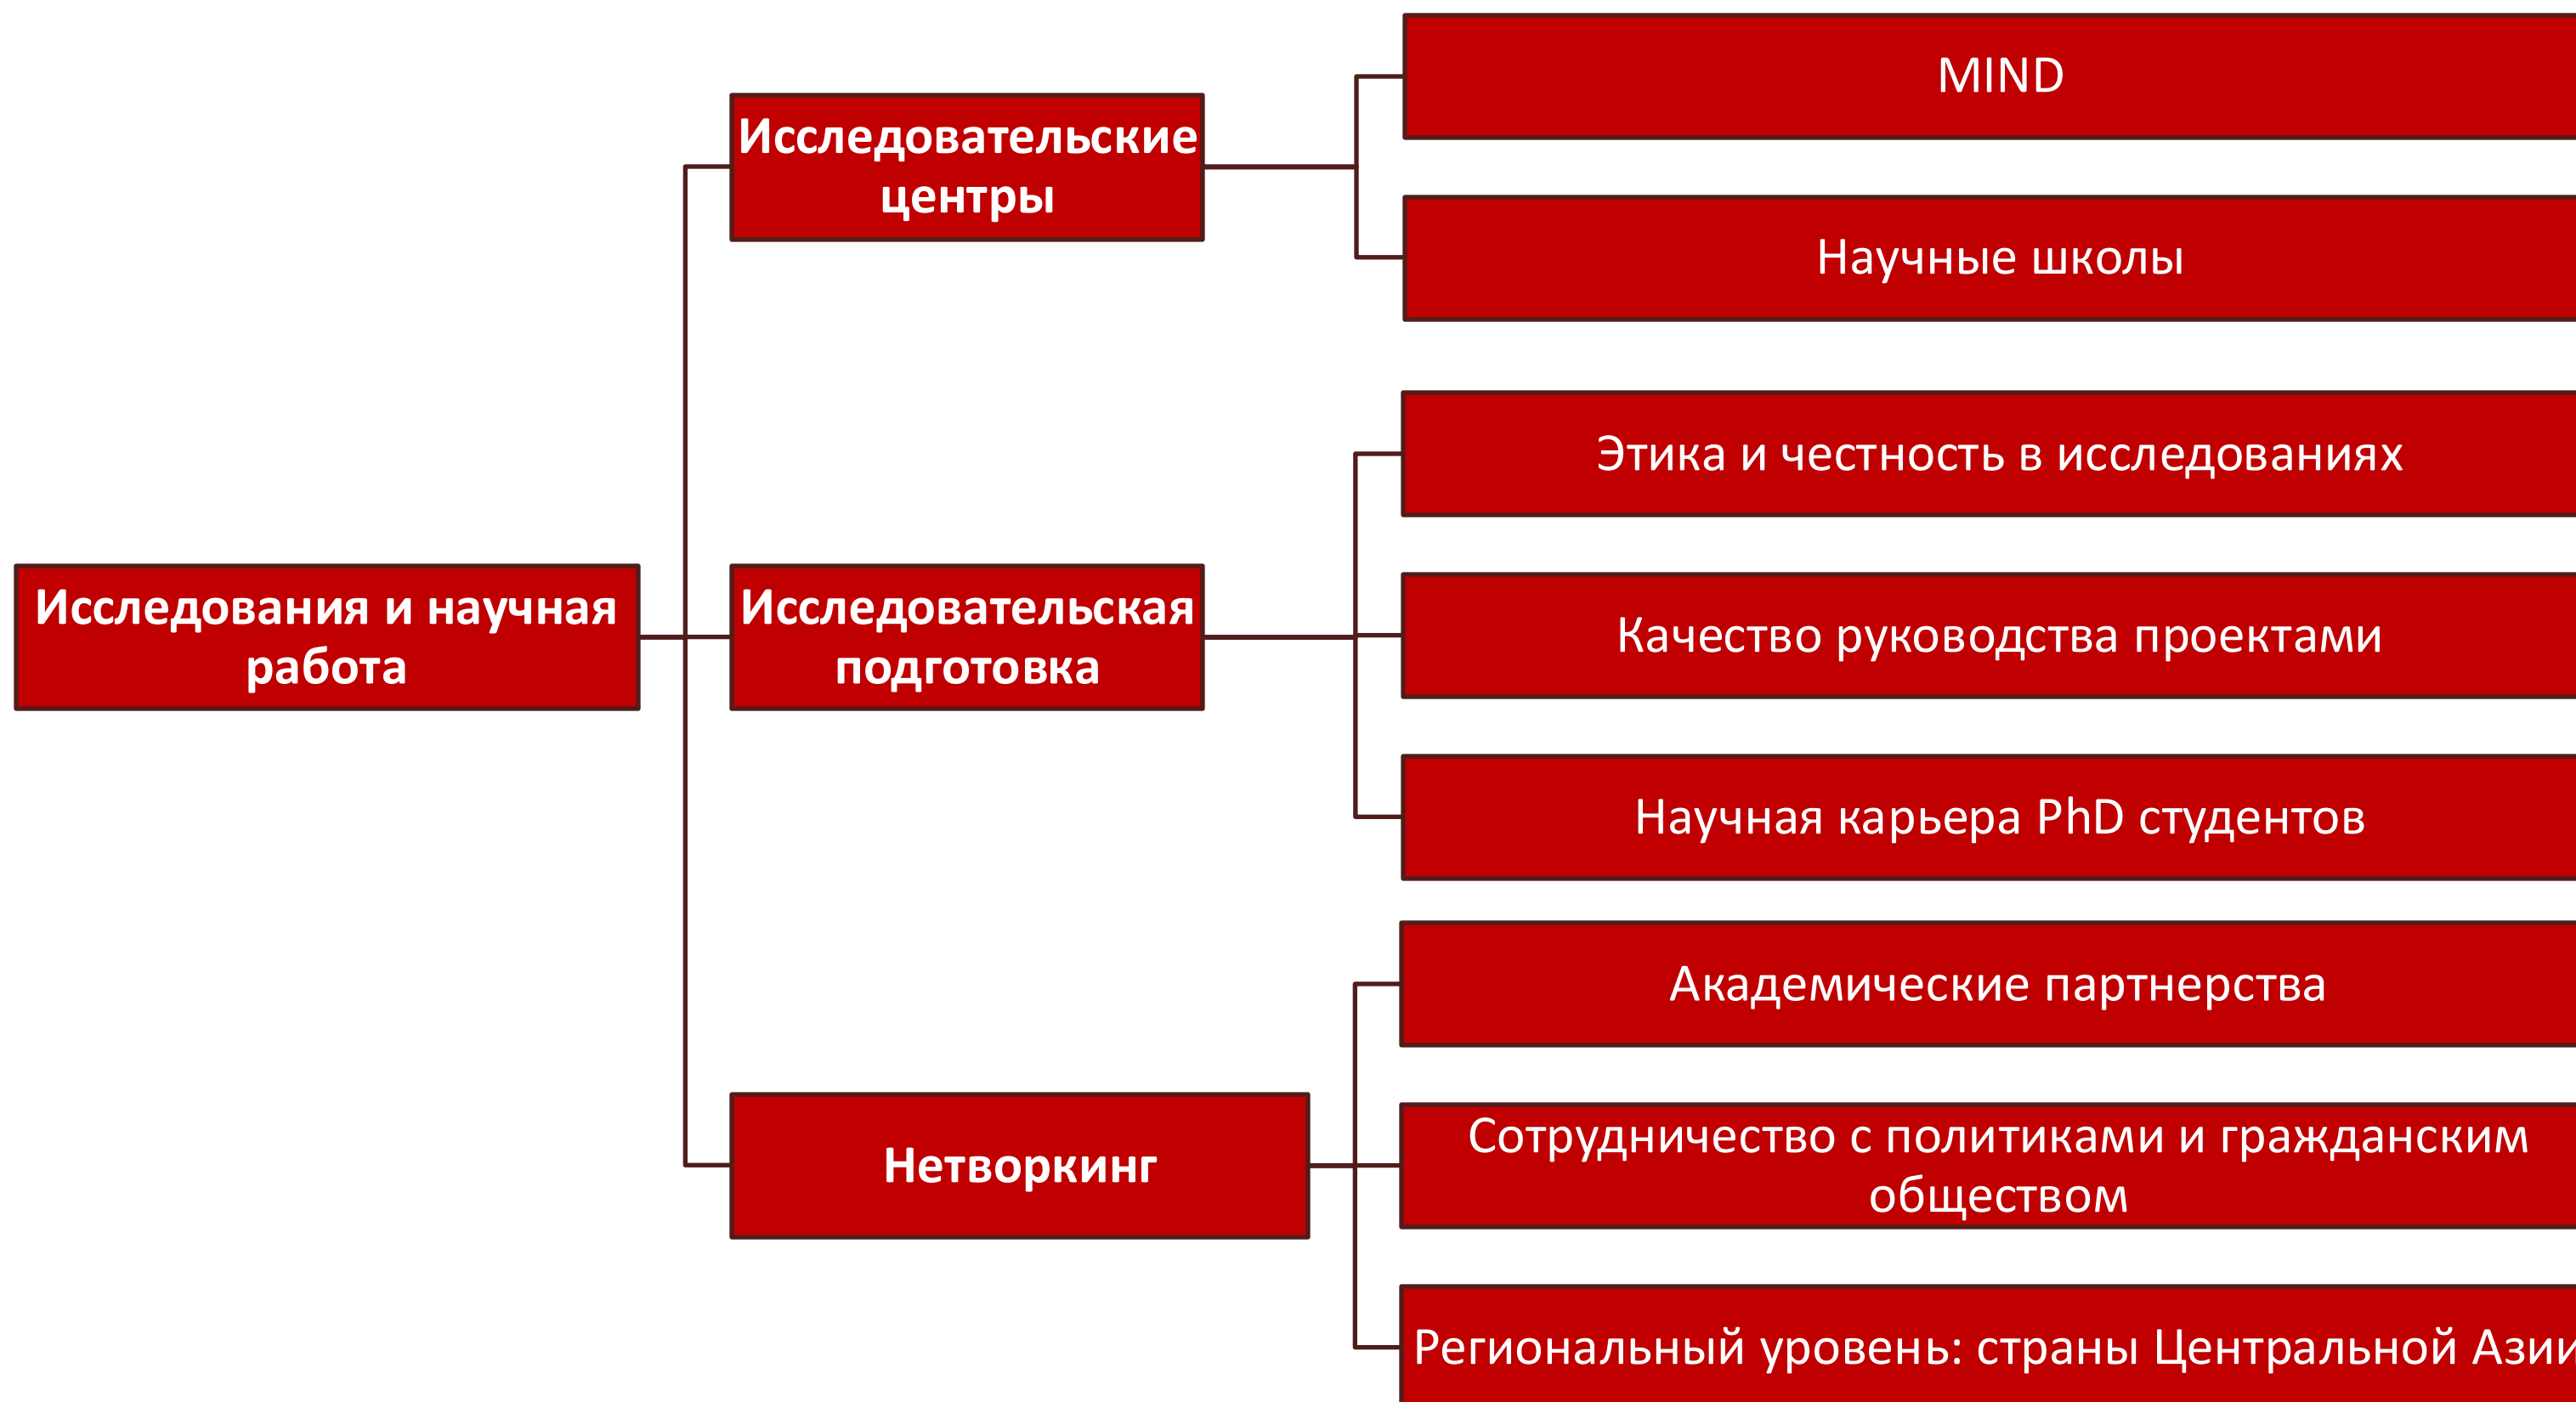 MIND
Исследовательские
центры
Научные школы
Этика и честность в исследованиях
Исследования и научная
работа
Исследовательская
подготовка
Качество руководства проектами
Научная карьера PhD студентов
Академические партнерства
Нетворкинг
Сотрудничество с политиками и гражданским
обществом
Региональный уровень: страны Центральной Азии